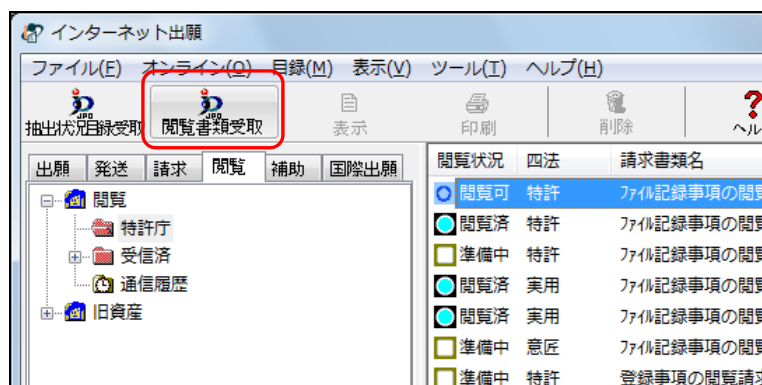 インターネット出願
ファイル(F) オンライン(O) 目録(M) 表示(V) ツール(T) ヘルプ(H)
抽出状況目録受取 閲覧書類受取 表示 印刷 削除 ヘル
出願 発送 請求 閲覧 補助 国際出願
閲覧
特許庁
受信済
通信履歴
旧資産
閲覧状況 四法 請求書類名
閲覧可 特許 ファイル記録事項の閲覧
閲覧済 特許 ファイル記録事項の閲覧
準備中 特許 ファイル記録事項の閲覧
閲覧済 実用 ファイル記録事項の閲覧
閲覧済 実用 ファイル記録事項の閲覧
準備中 意匠 ファイル記録事項の閲覧
準備中 特許 登録事項の閲覧請求